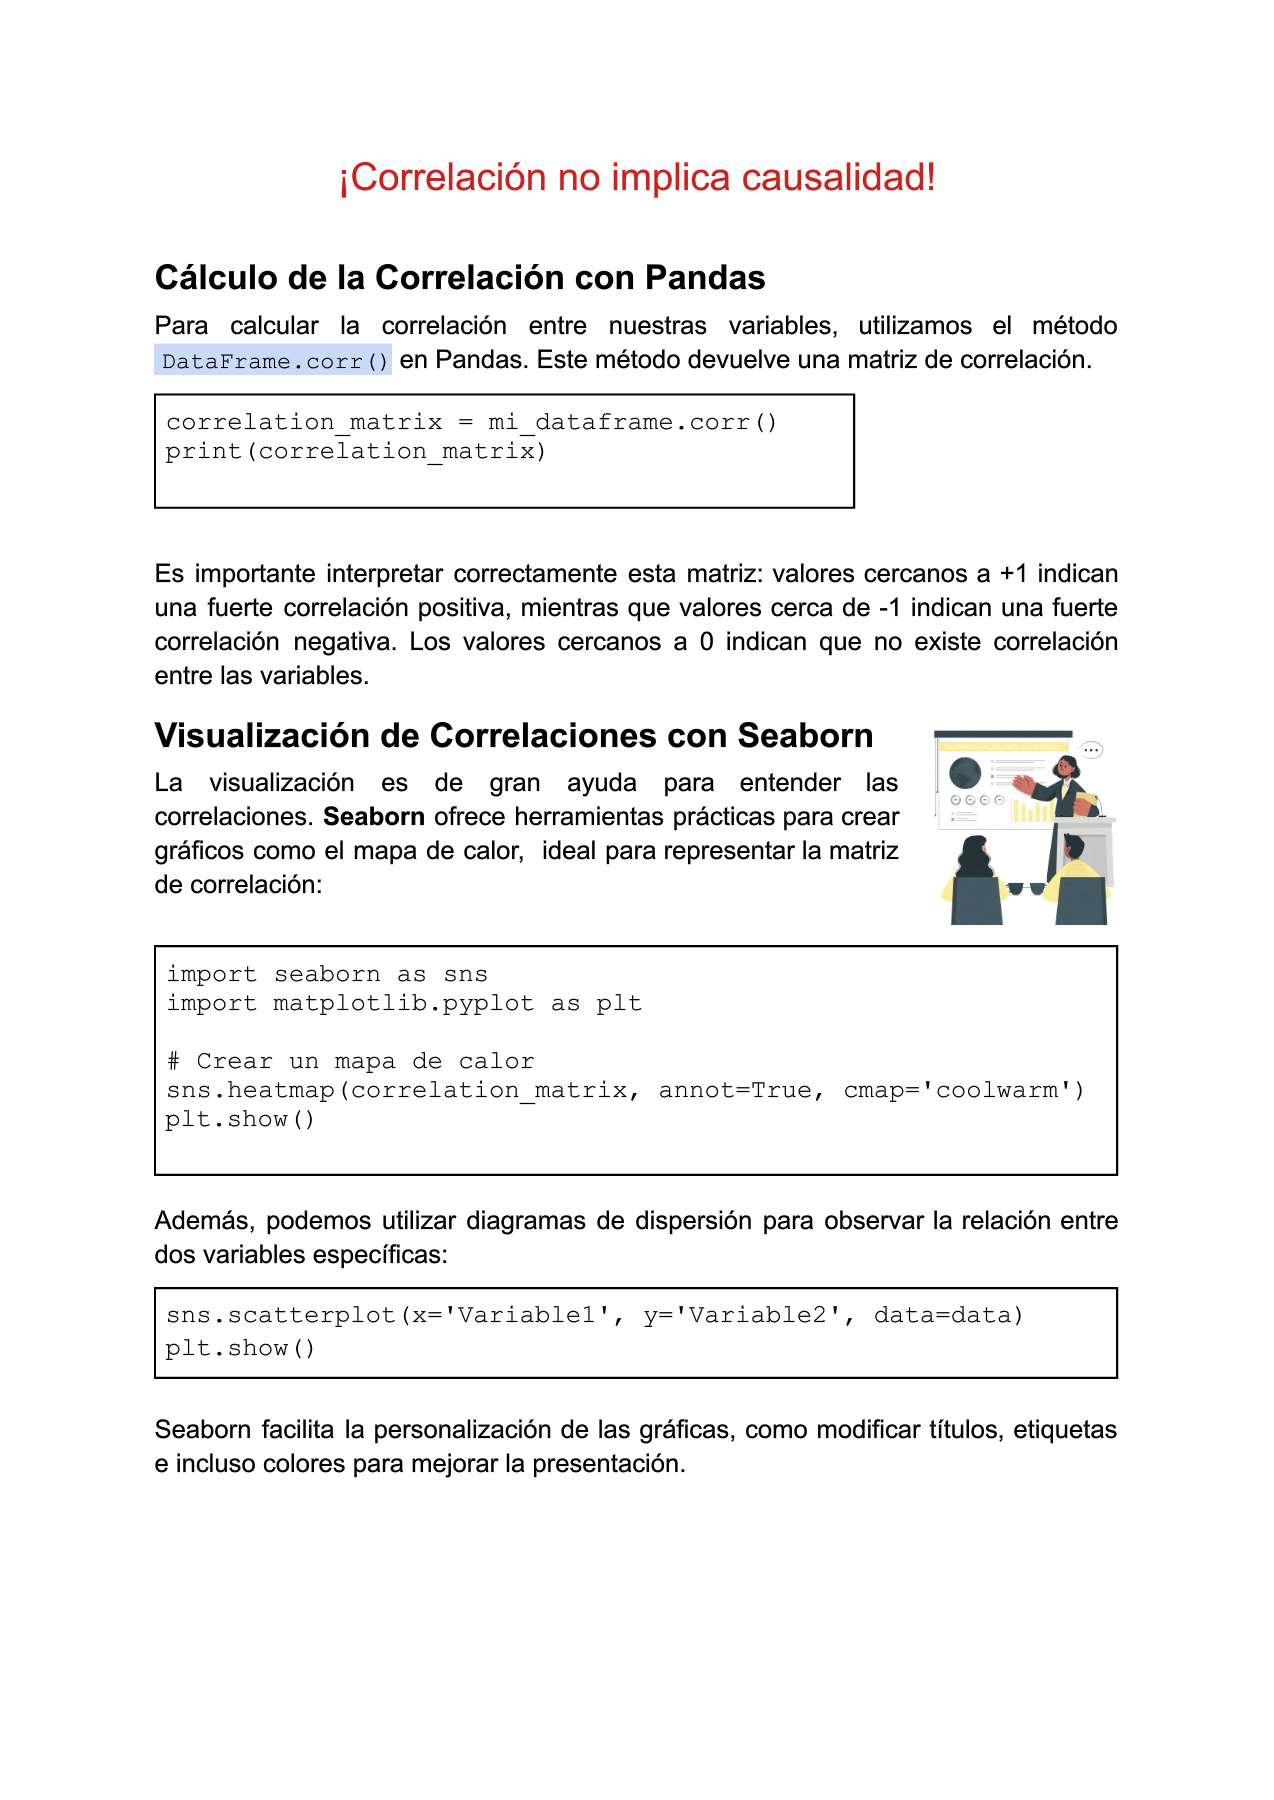 ¡Correlación no implica causalidad!
Cálculo de la Correlación con Pandas
Para calcular la correlación entre nuestras variables, utilizamos el método
DataFrame.corr() en Pandas. Este método devuelve una matriz de correlación.
correlation_matrix = mi_dataframe.corr()
print(correlation_matrix)
Es importante interpretar correctamente esta matriz: valores cercanos a +1 indican
una fuerte correlación positiva, mientras que valores cerca de -1 indican una fuerte
correlación negativa. Los valores cercanos a 0 indican que no existe correlación
entre las variables.
Visualización de Correlaciones con Seaborn
La visualización es de gran ayuda para entender las
correlaciones. Seaborn ofrece herramientas prácticas para crear
gráficos como el mapa de calor,  ideal para representar la matriz
de correlación:
import seaborn as sns
import matplotlib.pyplot as plt
# Crear un mapa de calor
sns.heatmap(correlation_matrix, annot=True, cmap='coolwarm')
plt.show()
Además, podemos utilizar diagramas de dispersión para observar la relación entre
dos variables específicas:
sns.scatterplot(x='Variable1', y='Variable2', data=data)
plt.show()
Seaborn facilita la personalización de las gráficas, como modificar títulos, etiquetas
e incluso colores para mejorar la presentación.